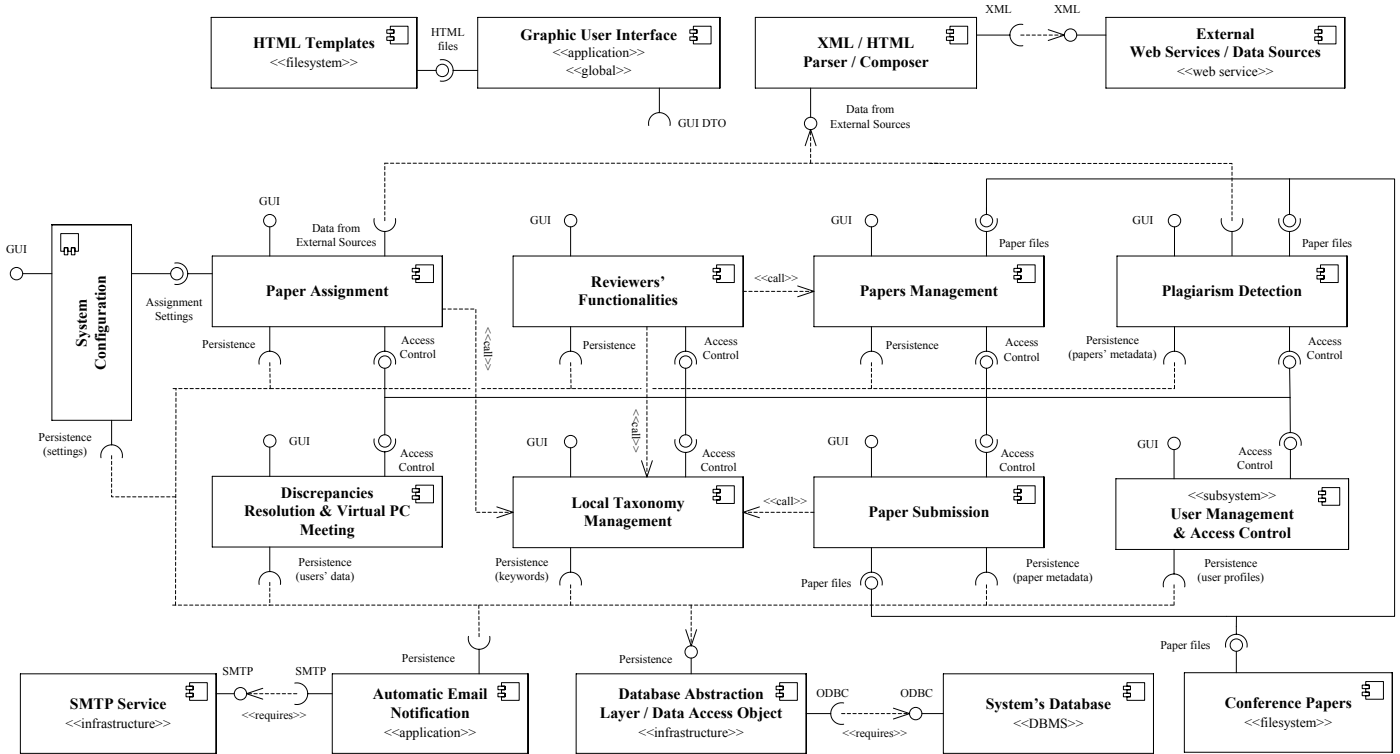 HTML Templates
<<filesystem>>
HTML
files
Graphic User Interface
<<application>>
<<global>>
GUI DTO
XML / HTML
Parser / Composer
XML
XML
External
Web Services / Data Sources
<<web service>>
Data from
External Sources
GUI
System
Configuration
Assignment
Settings
Persistence
(settings)
GUI
Data from
External Sources
Paper Assignment
Persistence
Access
Control
<<call>>
GUI
Reviewers'
Functionalities
Persistence
Access
Control
<<call>>
<<call>>
GUI
Paper files
Papers Management
Persistence
Access
Control
GUI
Paper files
Plagiarism Detection
Persistence
(papers' metadata)
Access
Control
GUI
Access
Control
Discrepancies
Resolution & Virtual PC
Meeting
Persistence
(users' data)
GUI
Access
Control
Local Taxonomy
Management
Persistence
(keywords)
<<call>>
GUI
Access
Control
Paper Submission
Paper files
Persistence
(paper metadata)
Access
Control
<<subsystem>>
User Management
& Access Control
Persistence
(user profiles)
SMTP Service
<<infrastructure>>
SMTP
SMTP
<<requires>>
Persistence
Automatic Email
Notification
<<application>>
Persistence
Database Abstraction
Layer / Data Access Object
<<infrastructure>>
ODBC
ODBC
<<requires>>
System's Database
<<DBMS>>
Paper files
Conference Papers
<<filesystem>>